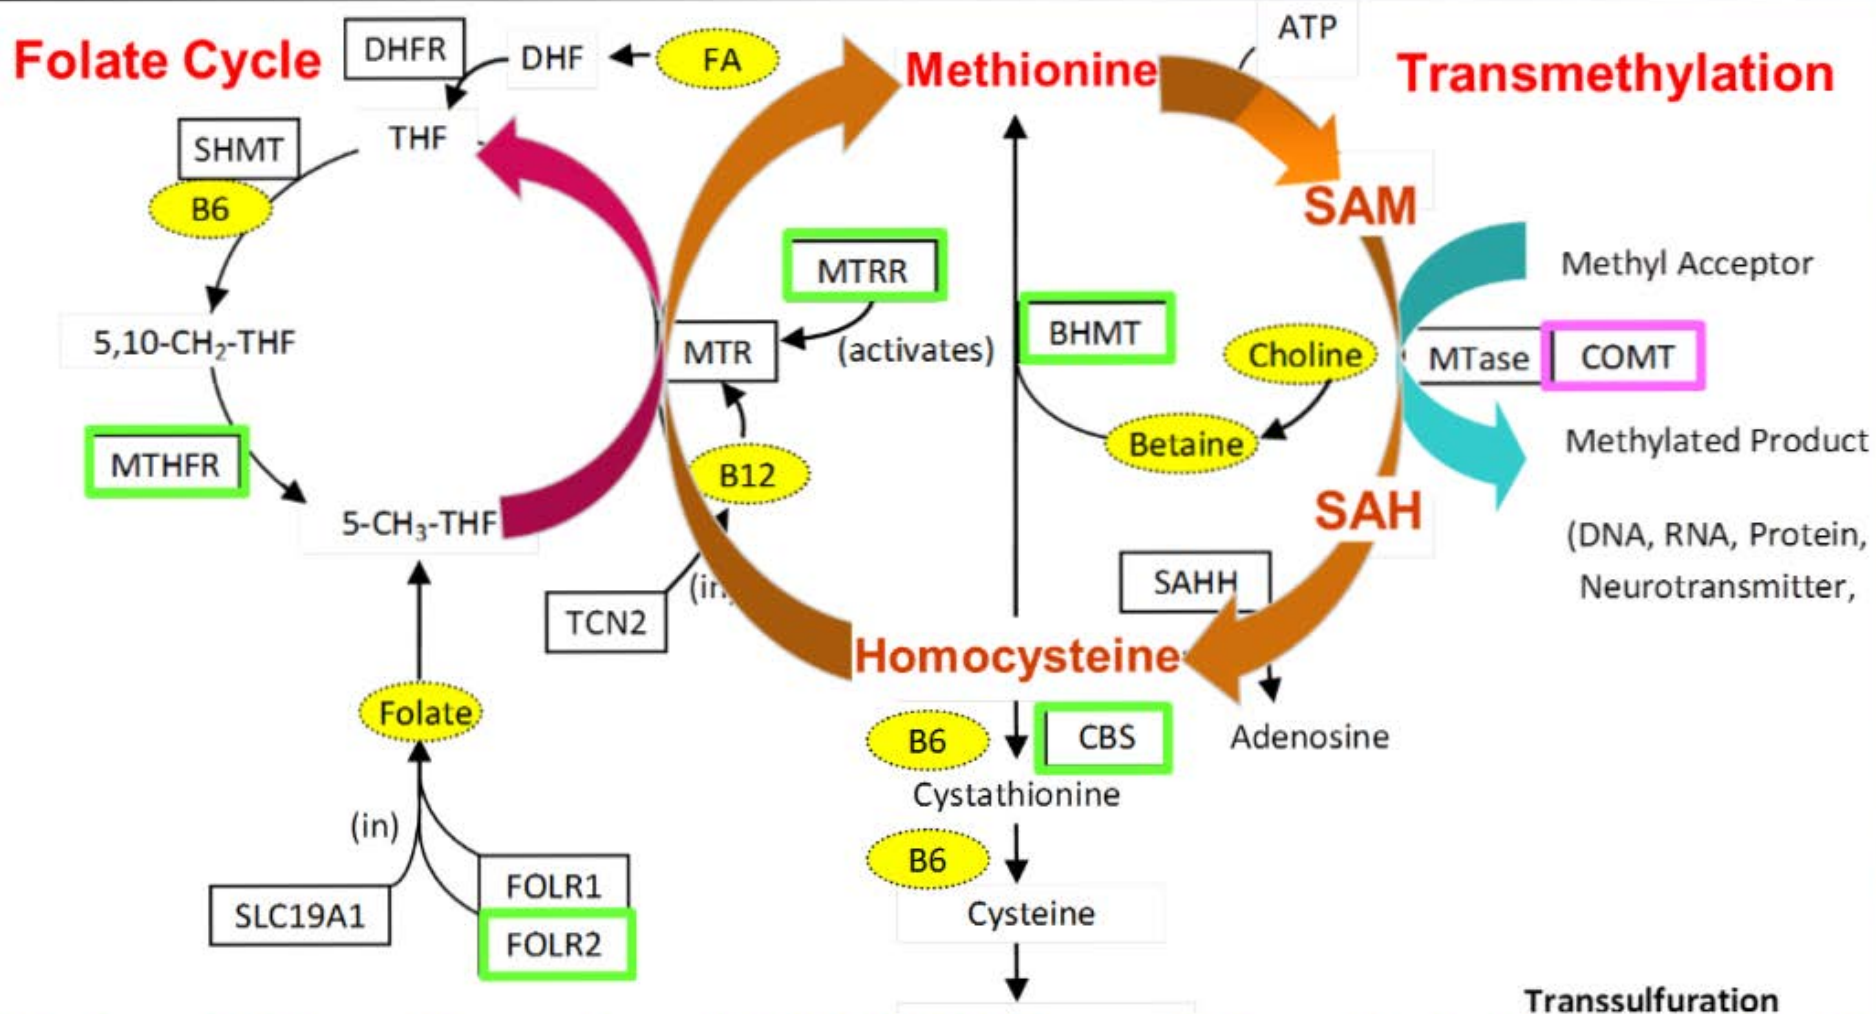 Folate Cycle
DHFR
DHF
FA
Methionine
ATP
Transmethylation
THF
SHMT
B6
SAM
MTRR
Methyl Acceptor
5,10-CH₂-THF
MTR
(activates)
BHMT
Choline
MTase
COMT
Betaine
Methylated Product
MTHFR
B12
5-CH₃-THF
SAH
(DNA, RNA, Protein,
Neurotransmitter,
SAHH
(in)
TCN2
Homocysteine
Folate
B6
CBS
Adenosine
Cystathionine
(in)
B6
FOLR1
SLC19A1
Cysteine
FOLR2
Transsulfuration